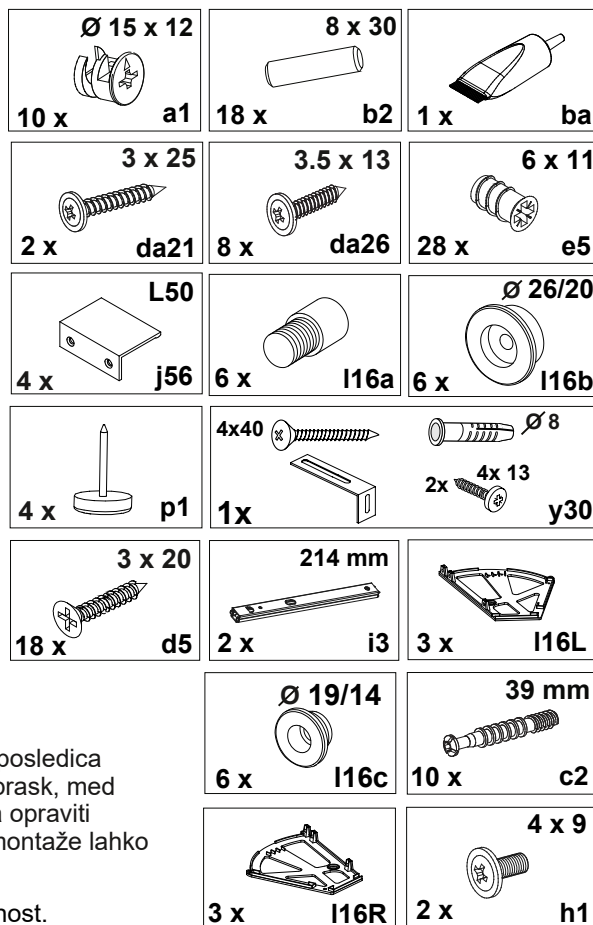 Ø 15 x 12
10 x a1
8 x 30
18 x b2
1 x ba
3 x 25
2 x da21
3.5 x 13
8 x da26
6 x 11
28 x e5
L50
4 x j56
6 x l16a
Ø 26/20
6 x l16b
4 x p1
4x40
Ø 8
2x 4x 13
1x y30
3 x 20
18 x d5
214 mm
2 x i3
3 x l16L
Ø 19/14
6 x l16c
39 mm
10 x c2
3 x l16R
4 x 9
2 x h1
posledica
prask, med
opraviti
montaže lahko
nost.